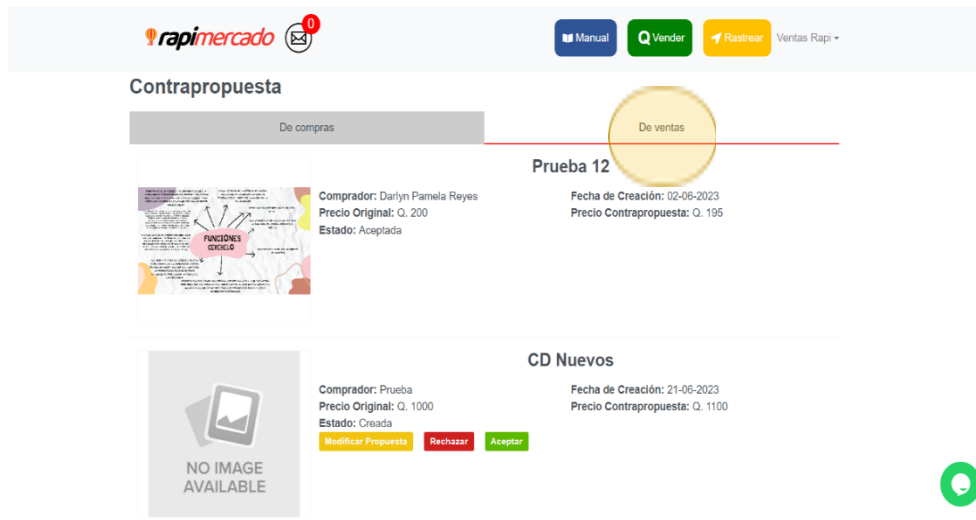 rapimercado
0
Manual
Vender
Rastrear
Ventas Rapi
Contrapropuesta
De compras
De ventas
Prueba 12
Comprador: Darlyn Pamela Reyes
Fecha de Creación: 02-06-2023
Precio Original: Q. 200
Precio Contrapropuesta: Q. 195
Estado: Aceptada
FUNCIONES
CEREBELO
CD Nuevos
Comprador: Prueba
Fecha de Creación: 21-06-2023
Precio Original: Q. 1000
Precio Contrapropuesta: Q. 1100
Estado: Creada
Modificar Propuesta
Rechazar
Aceptar
NO IMAGE
AVAILABLE